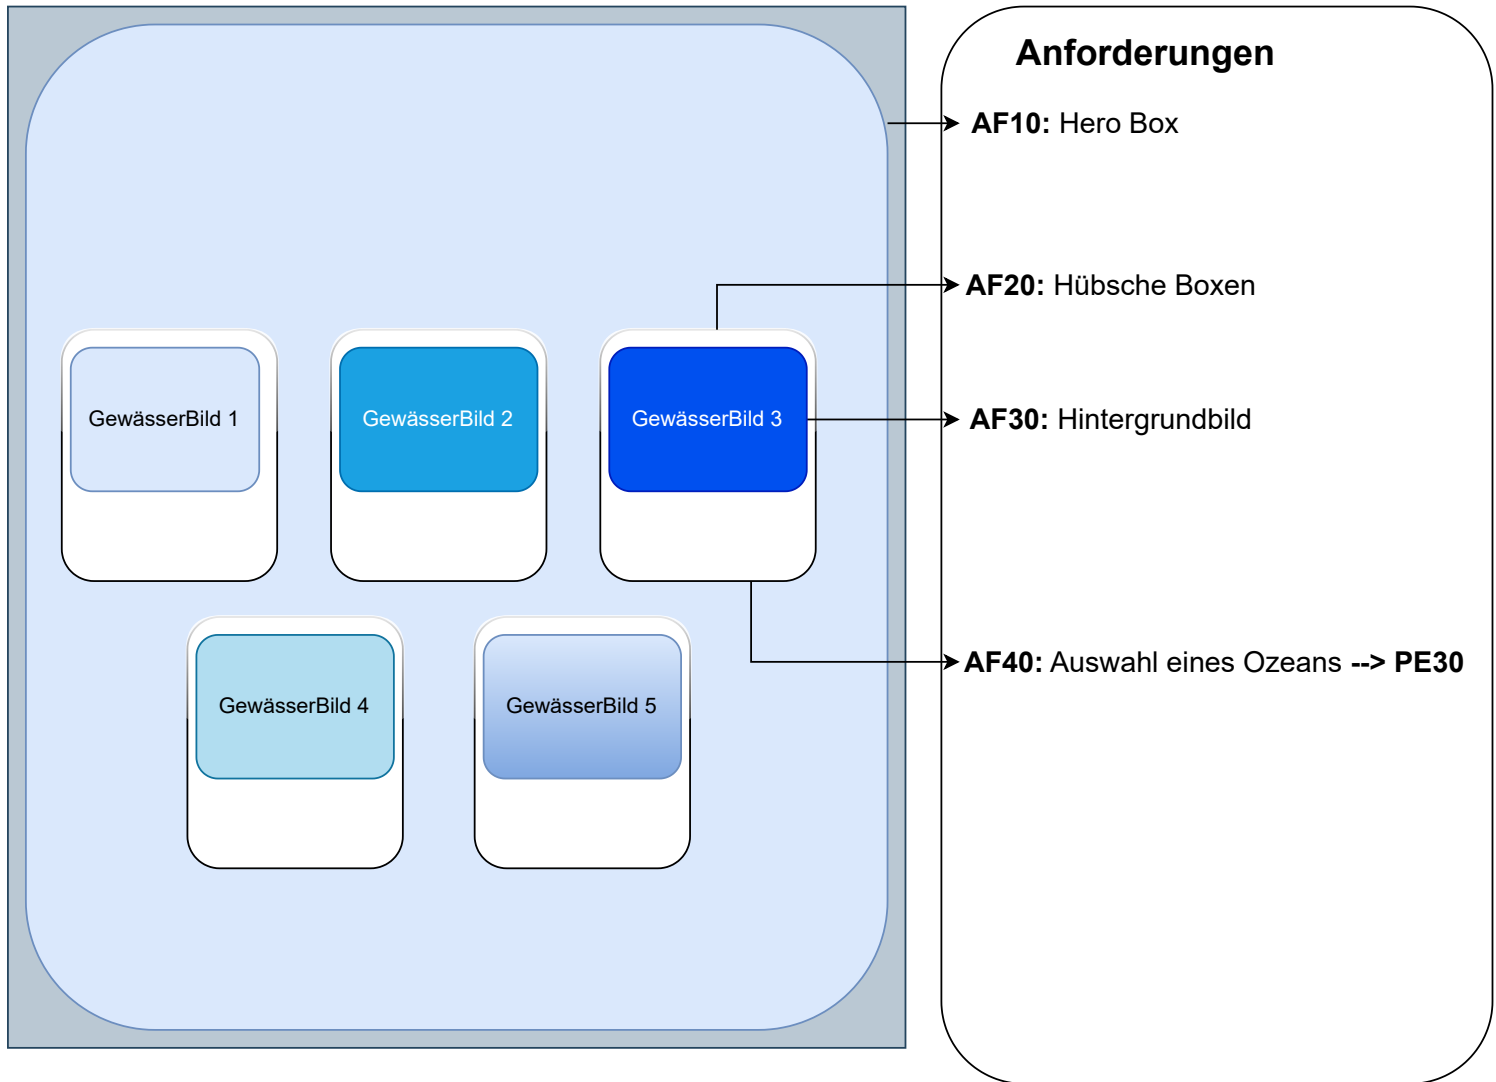 Anforderungen
AF10: Hero Box
AF20: Hübsche Boxen
GewässerBild 1
GewässerBild 2
GewässerBild 3
AF30: Hintergrundbild
AF40: Auswahl eines Ozeans --> PE30
GewässerBild 4
GewässerBild 5